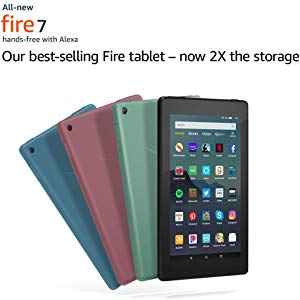 All-new
fire 7
hands-free with Alexa
Our best-selling Fire tablet – now 2X the storage